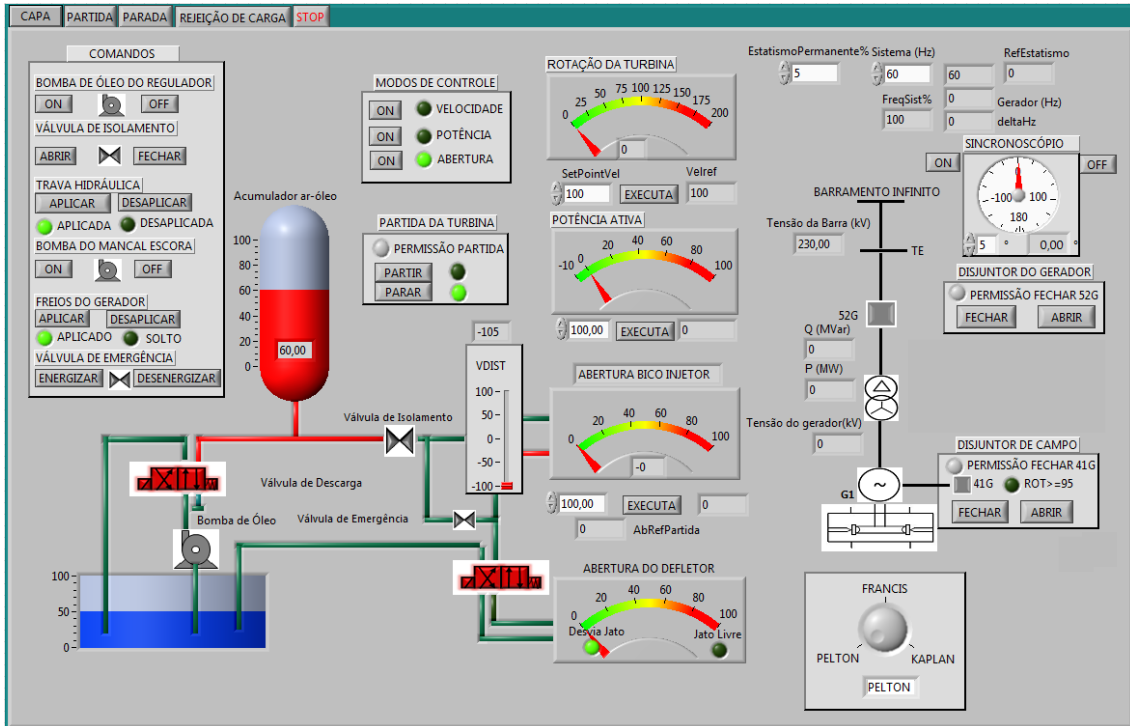 CAPA PARTIDA PARADA REJEIÇÃO DE CARGA STOP
COMANDOS
BOMBA DE ÓLEO DO REGULADOR
ON OFF
VÁLVULA DE ISOLAMENTO
ABRIR FECHAR
TRAVA HIDRÁULICA
APLICAR DESAPLICAR
APLICADA DESAPLICADA
BOMBA DO MANCAL ESCORA
ON OFF
FREIOS DO GERADOR
APLICAR DESAPLICAR
APLICADO SOLTO
VÁLVULA DE EMERGÊNCIA
ENERGIZAR DESENERGIZAR
MODOS DE CONTROLE
ON VELOCIDADE
ON POTÊNCIA
ON ABERTURA
Acumulador ar-óleo
100
80
60
40
20
0
60,00
PARTIDA DA TURBINA
PERMISSÃO PARTIDA
PARTIR
PARAR
ROTAÇÃO DA TURBINA
0 25 50 75 100 125 150 175 200
0
SetPointVel Velref
100 EXECUTA 100
POTÊNCIA ATIVA
-10 0 20 40 60 80 100
100,00 EXECUTA 0
-105
VDIST
100
50
0
-50
-100
ABERTURA BICO INJETOR
0 20 40 60 80 100
-0
100,00 EXECUTA 0
0 AbRefPartida
ABERTURA DO DEFLETOR
0 20 40 60 80 100
Desvia Jato Jato Livre
Válvula de Isolamento
Válvula de Descarga
Bomba de Óleo
Válvula de Emergência
100
50
0
EstatismoPermanente% Sistema (Hz) RefEstatismo
5 60 60 0
FreqSist% 0 Gerador (Hz)
100 0 deltaHz
SINCRONOSCÓPIO
ON OFF
0
-100 100
180
5 ° 0,00 °
BARRAMENTO INFINITO
Tensão da Barra (kV)
230,00
TE
DISJUNTOR DO GERADOR
PERMISSÃO FECHAR 52G
FECHAR ABRIR
52G
Q (MVar)
0
P (MW)
0
Tensão do gerador(kV)
0
G1
~
DISJUNTOR DE CAMPO
PERMISSÃO FECHAR 41G
41G ROT>=95
FECHAR ABRIR
FRANCIS
PELTON KAPLAN
PELTON